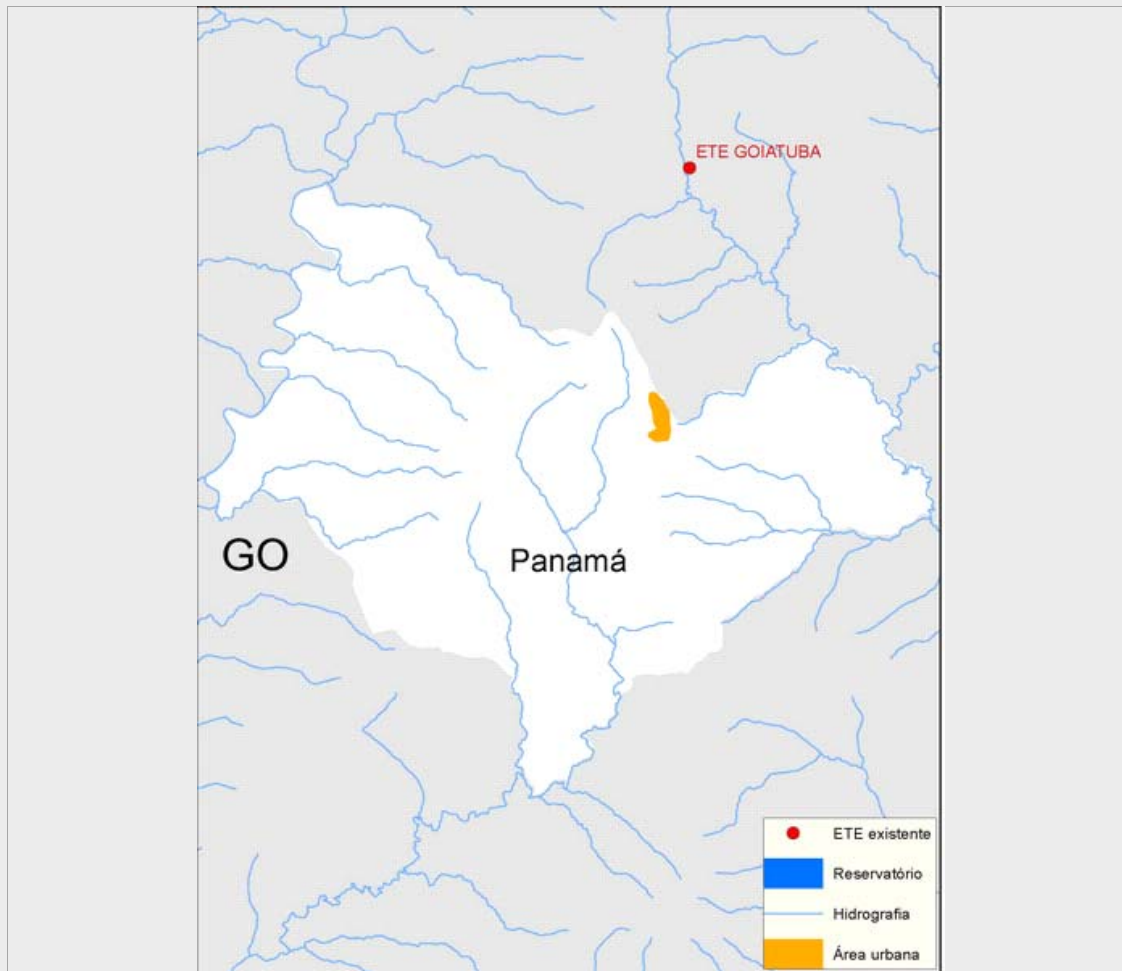 ETE GOIATUBA
GO
Panamá
ETE existente
Reservatório
Hidrografia
Área urbana